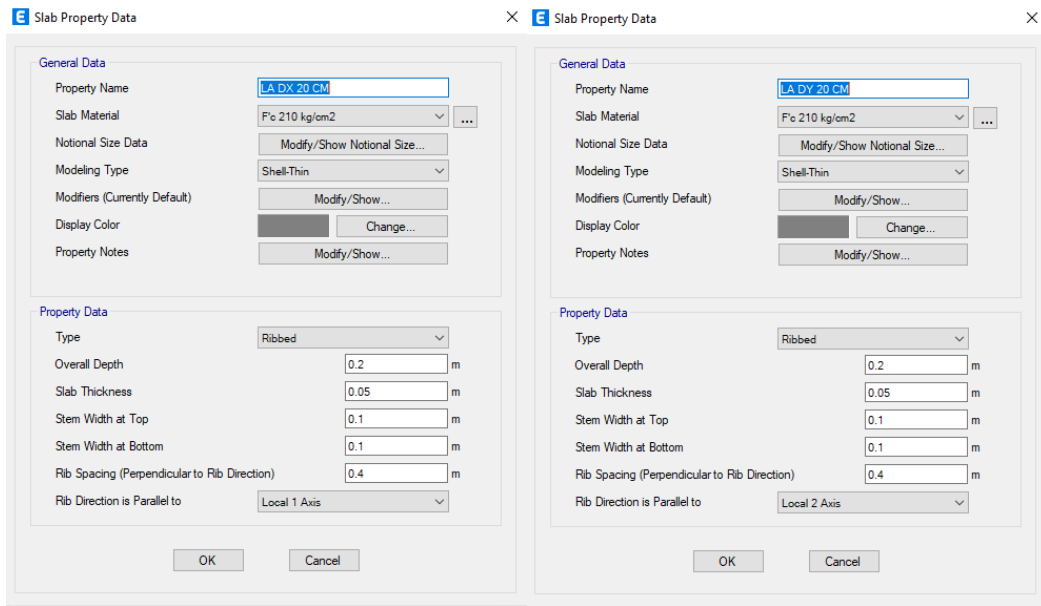 E Slab Property Data
General Data
Property Name LA DX 20 CM
Slab Material F'c 210 kg/cm2 ...
Notional Size Data Modify/Show Notional Size...
Modeling Type Shell-Thin
Modifiers (Currently Default) Modify/Show...
Display Color Change...
Property Notes Modify/Show...
Property Data
Type Ribbed
Overall Depth 0.2 m
Slab Thickness 0.05 m
Stem Width at Top 0.1 m
Stem Width at Bottom 0.1 m
Rib Spacing (Perpendicular to Rib Direction) 0.4 m
Rib Direction is Parallel to Local 1 Axis
OK Cancel
E Slab Property Data
General Data
Property Name LA DY 20 CM
Slab Material F'c 210 kg/cm2 ...
Notional Size Data Modify/Show Notional Size...
Modeling Type Shell-Thin
Modifiers (Currently Default) Modify/Show...
Display Color Change...
Property Notes Modify/Show...
Property Data
Type Ribbed
Overall Depth 0.2 m
Slab Thickness 0.05 m
Stem Width at Top 0.1 m
Stem Width at Bottom 0.1 m
Rib Spacing (Perpendicular to Rib Direction) 0.4 m
Rib Direction is Parallel to Local 2 Axis
OK Cancel